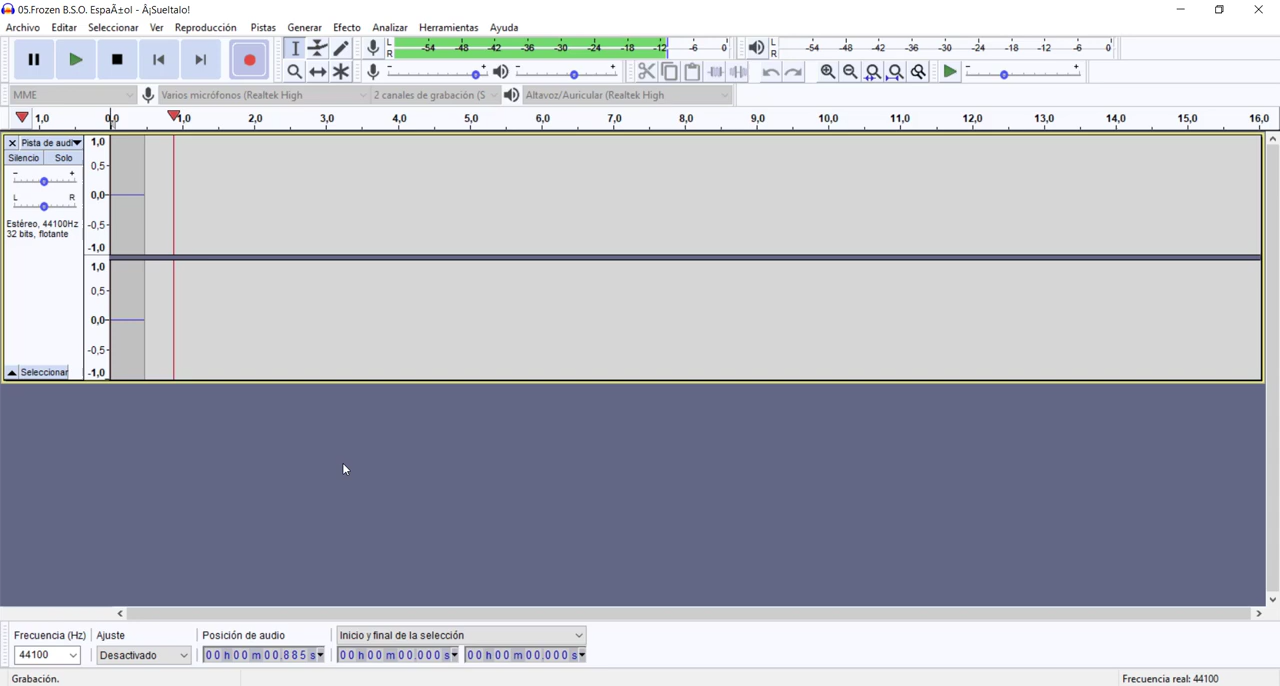 05.Frozen B.S.O. EspaÃ±ol - Â¡Sueltalo!
Archivo Editar Seleccionar Ver Reproducción Pistas Generar Efecto Analizar Herramientas Ayuda
L R -54 -48 -42 -36 -30 -24 -18 -12 -6 0 L R -54 -48 -42 -36 -30 -24 -18 -12 -6 0
- + - + - +
MME Varios micrófonos (Realtek High 2 canales de grabación (S Altavoz/Auricular (Realtek High
1,0 0,0 1,0 2,0 3,0 4,0 5,0 6,0 7,0 8,0 9,0 10,0 11,0 12,0 13,0 14,0 15,0 16,0
Pista de audi 1,0
Silencio Solo 0,5
- + 0,0
L R
Estéreo, 44100Hz -0,5
32 bits, flotante
-1,0
1,0
0,5
0,0
-0,5
Seleccionar -1,0
Frecuencia (Hz) Ajuste Posición de audio Inicio y final de la selección
44100 Desactivado 00 h 00 m 00.885 s 00 h 00 m 00.000 s 00 h 00 m 00.000 s
Grabación. Frecuencia real: 44100